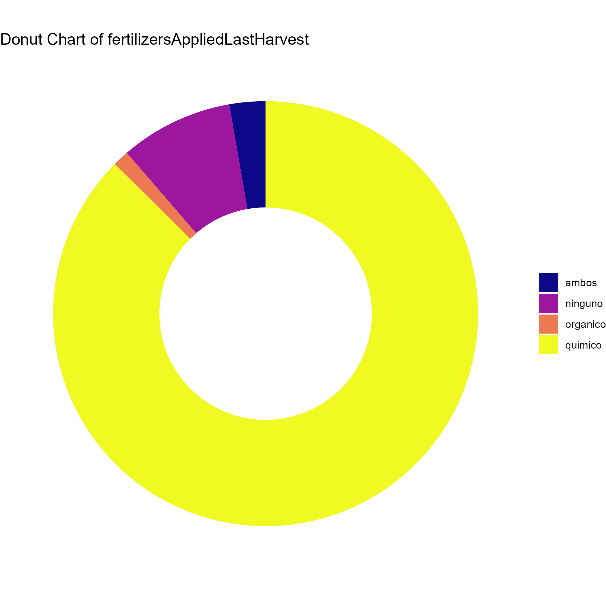 Donut Chart of fertilizersAppliedLastHarvest
ambos
ninguno
organico
quimico